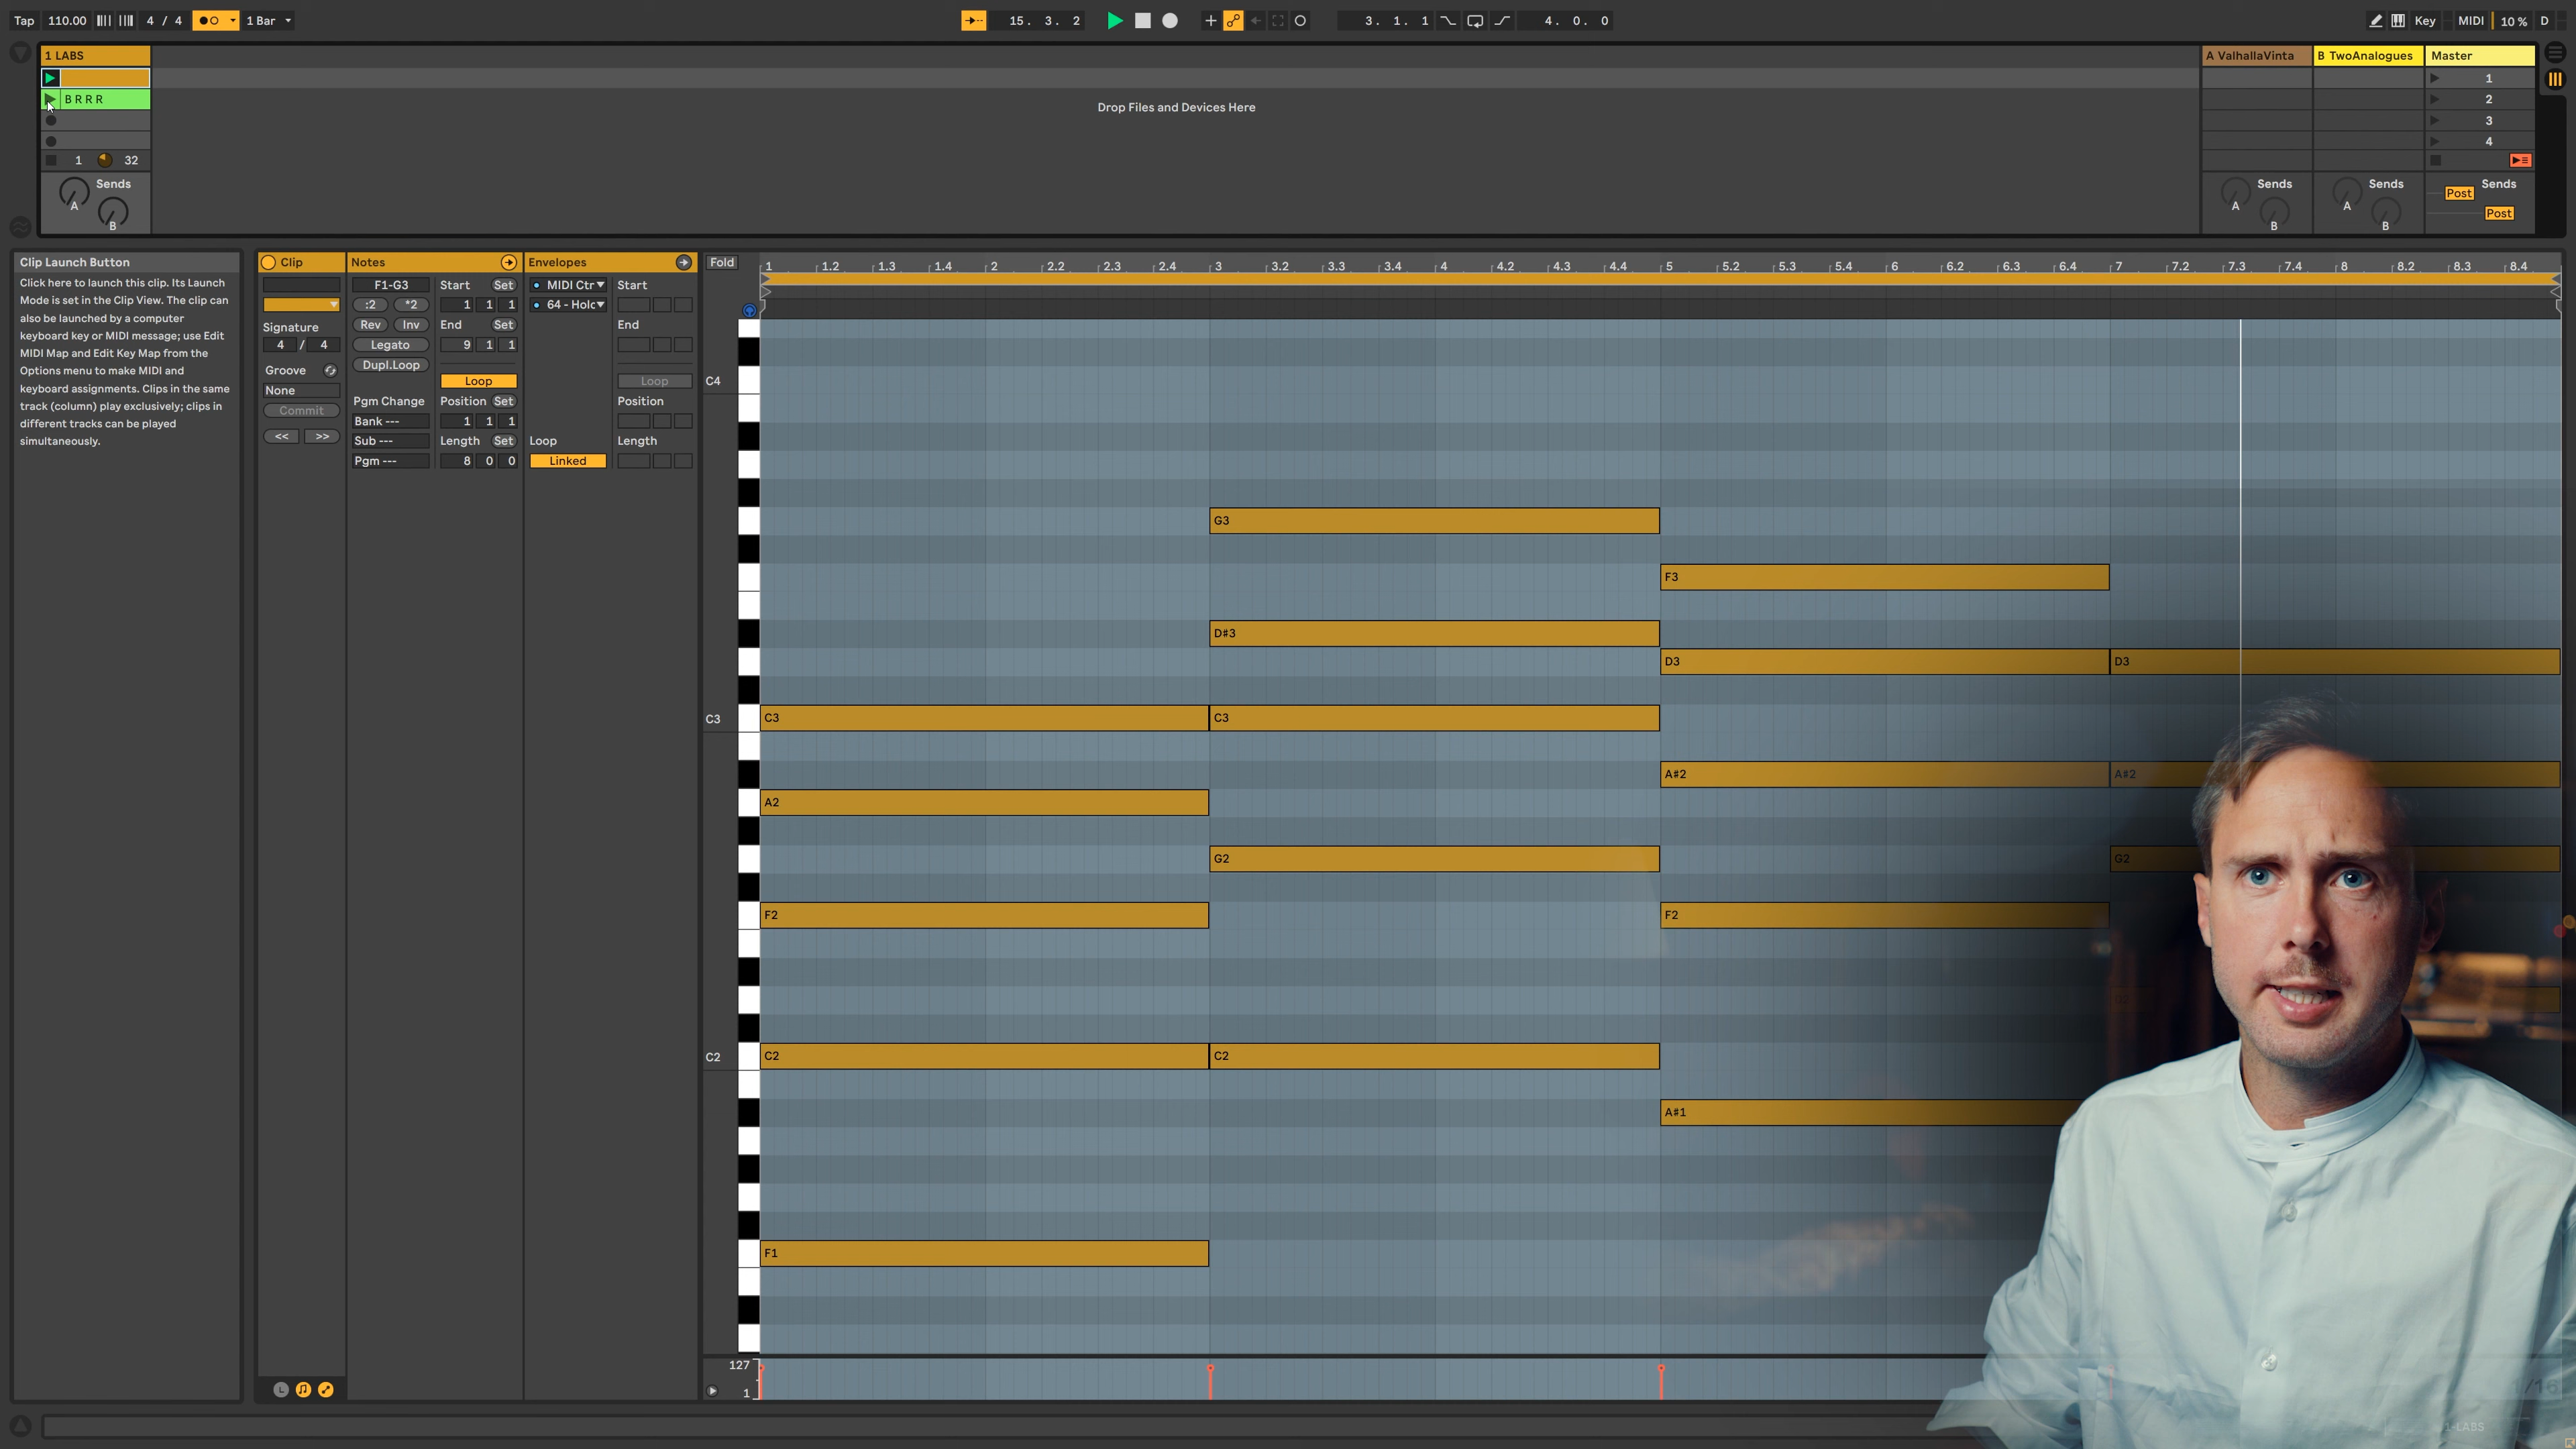 Tap 110.00 4 / 4 1 Bar 15. 3. 2 3. 1. 1 4. 0. 0 Key MIDI 10 % D
1 LABS A ValhallaVinta B TwoAnalogues Master
1
B R R R 2
Drop Files and Devices Here
3
4
1 32
Sends Sends Sends Post Sends
A A A Post
B B B
Clip Launch Button
Click here to launch this clip. Its Launch
Mode is set in the Clip View. The clip can
also be launched by a computer
keyboard key or MIDI message; use Edit
MIDI Map and Edit Key Map from the
Options menu to make MIDI and
keyboard assignments. Clips in the same
track (column) play exclusively; clips in
different tracks can be played
simultaneously.
Clip
Signature
4 / 4
Groove
None
Commit
<< >>
Notes
F1-G3
:2 *2
Rev Inv
Legato
Dupl.Loop
Pgm Change
Bank ---
Sub ---
Pgm ---
Start Set
1 1 1
End Set
9 1 1
Loop
Position Set
1 1 1
Length Set
8 0 0
Envelopes
MIDI Ctr
64 - Holc
Loop
Linked
Start
End
Loop
Position
Length
Fold 1 1.2 1.3 1.4 2 2.2 2.3 2.4 3 3.2 3.3 3.4 4 4.2 4.3 4.4 5 5.2 5.3 5.4 6 6.2 6.3 6.4 7 7.2 7.3 7.4 8 8.2 8.3 8.4
C4
G3
F3
D#3
D3 D3
C3 C3 C3
A#2 A#2
A2
G2 G2
F2 F2
C2 C2 C2
A#1
F1
127
1
1-LABS